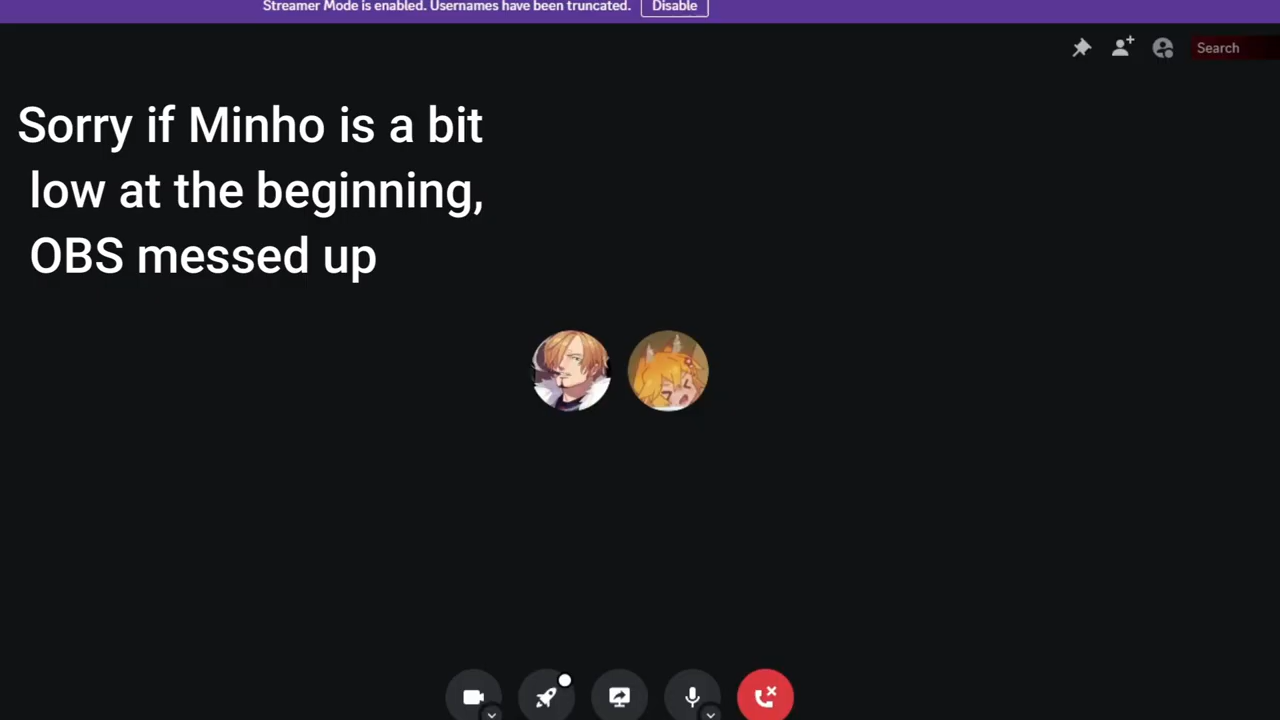 Streamer Mode is enabled. Usernames have been truncated. Disable
Search
Sorry if Minho is a bit
low at the beginning,
OBS messed up